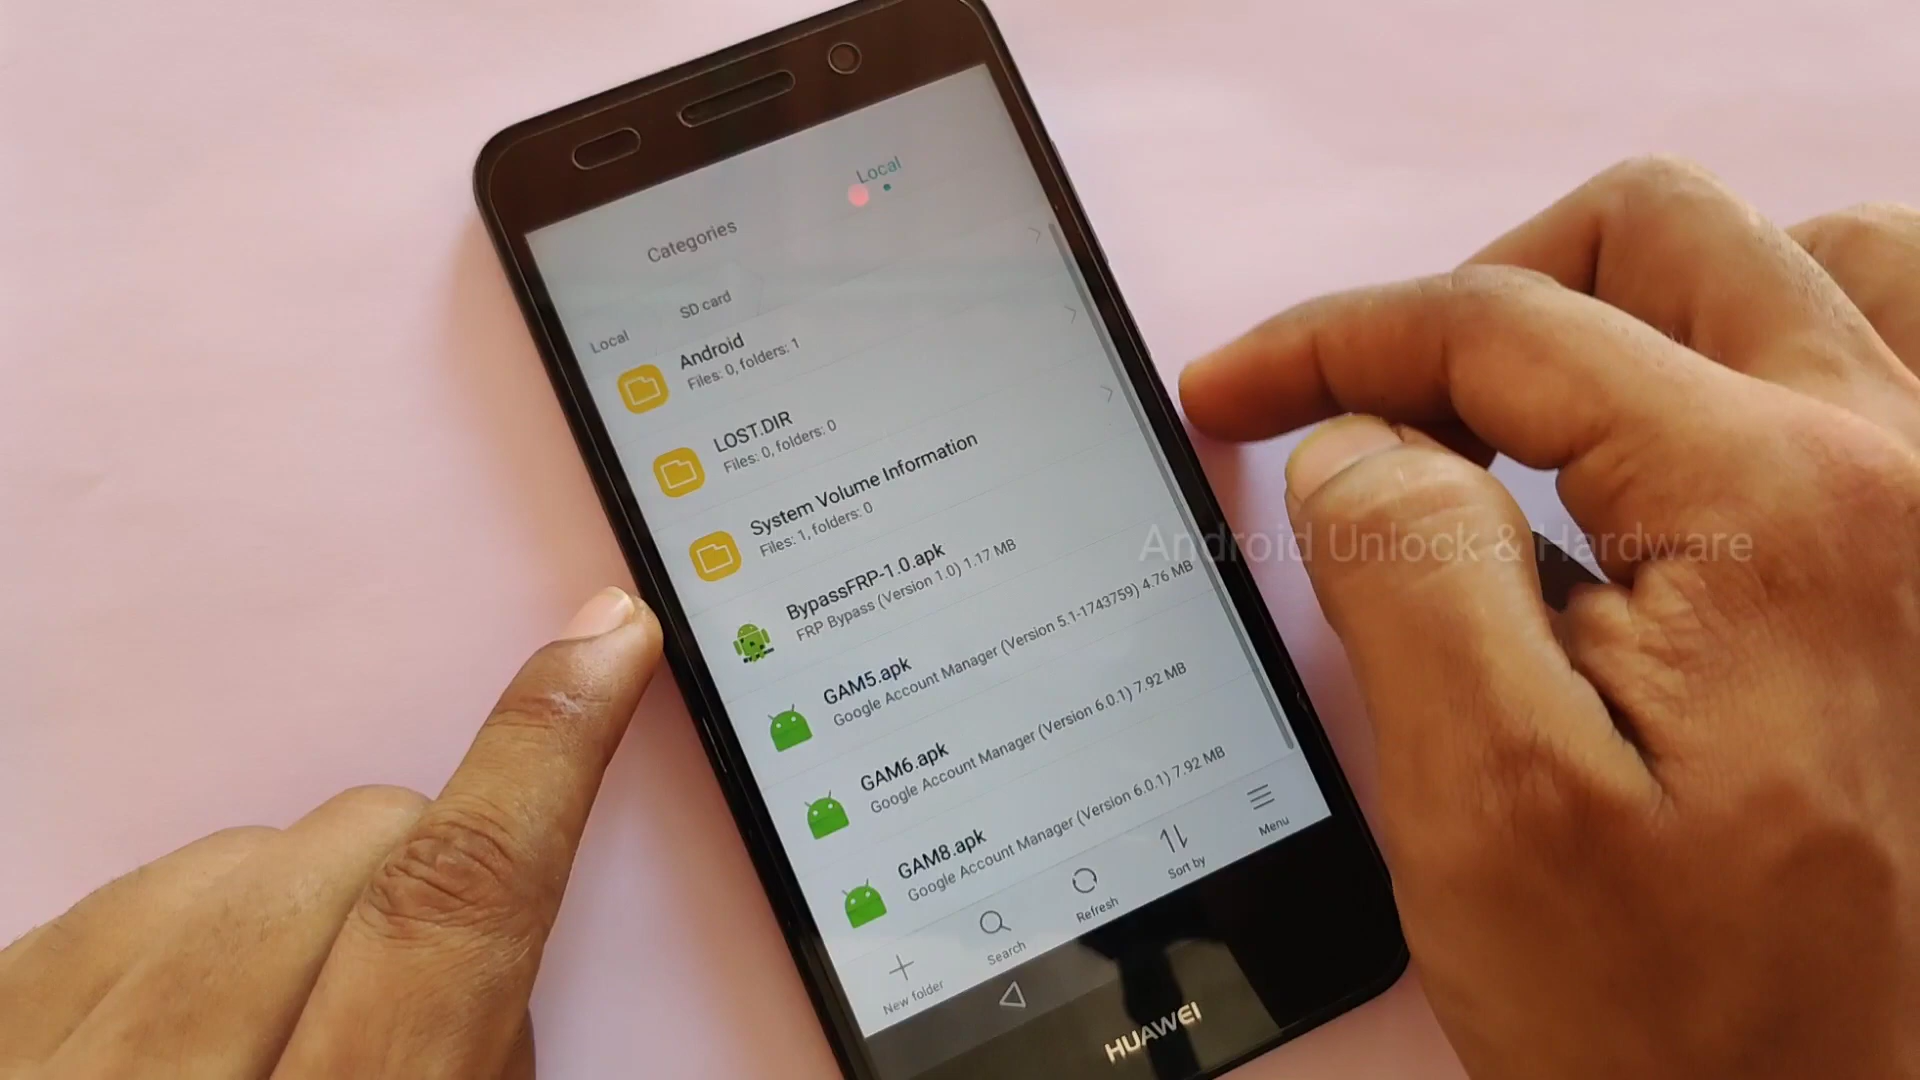 Local
Categories
Local
SD card
Android
Files: 0, folders: 1
LOST.DIR
Files: 0, folders: 0
System Volume Information
Files: 1, folders: 0
BypassFRP-1.0.apk
FRP Bypass (Version 1.0) 1.17 MB
GAM5.apk
Google Account Manager (Version 5.1-1743759) 4.76 MB
GAM6.apk
Google Account Manager (Version 6.0.1) 7.92 MB
GAM8.apk
Google Account Manager (Version 6.0.1) 7.92 MB
New folder
Search
Refresh
Sort by
Menu
HUAWEI
Android Unlock & Hardware